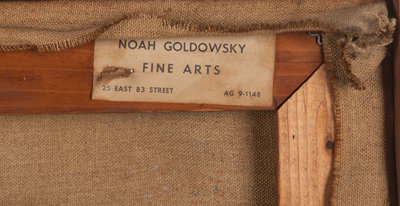 NOAH GOLDOWSKY
FINE ARTS
25 EAST 83 STREET AG 9-1148